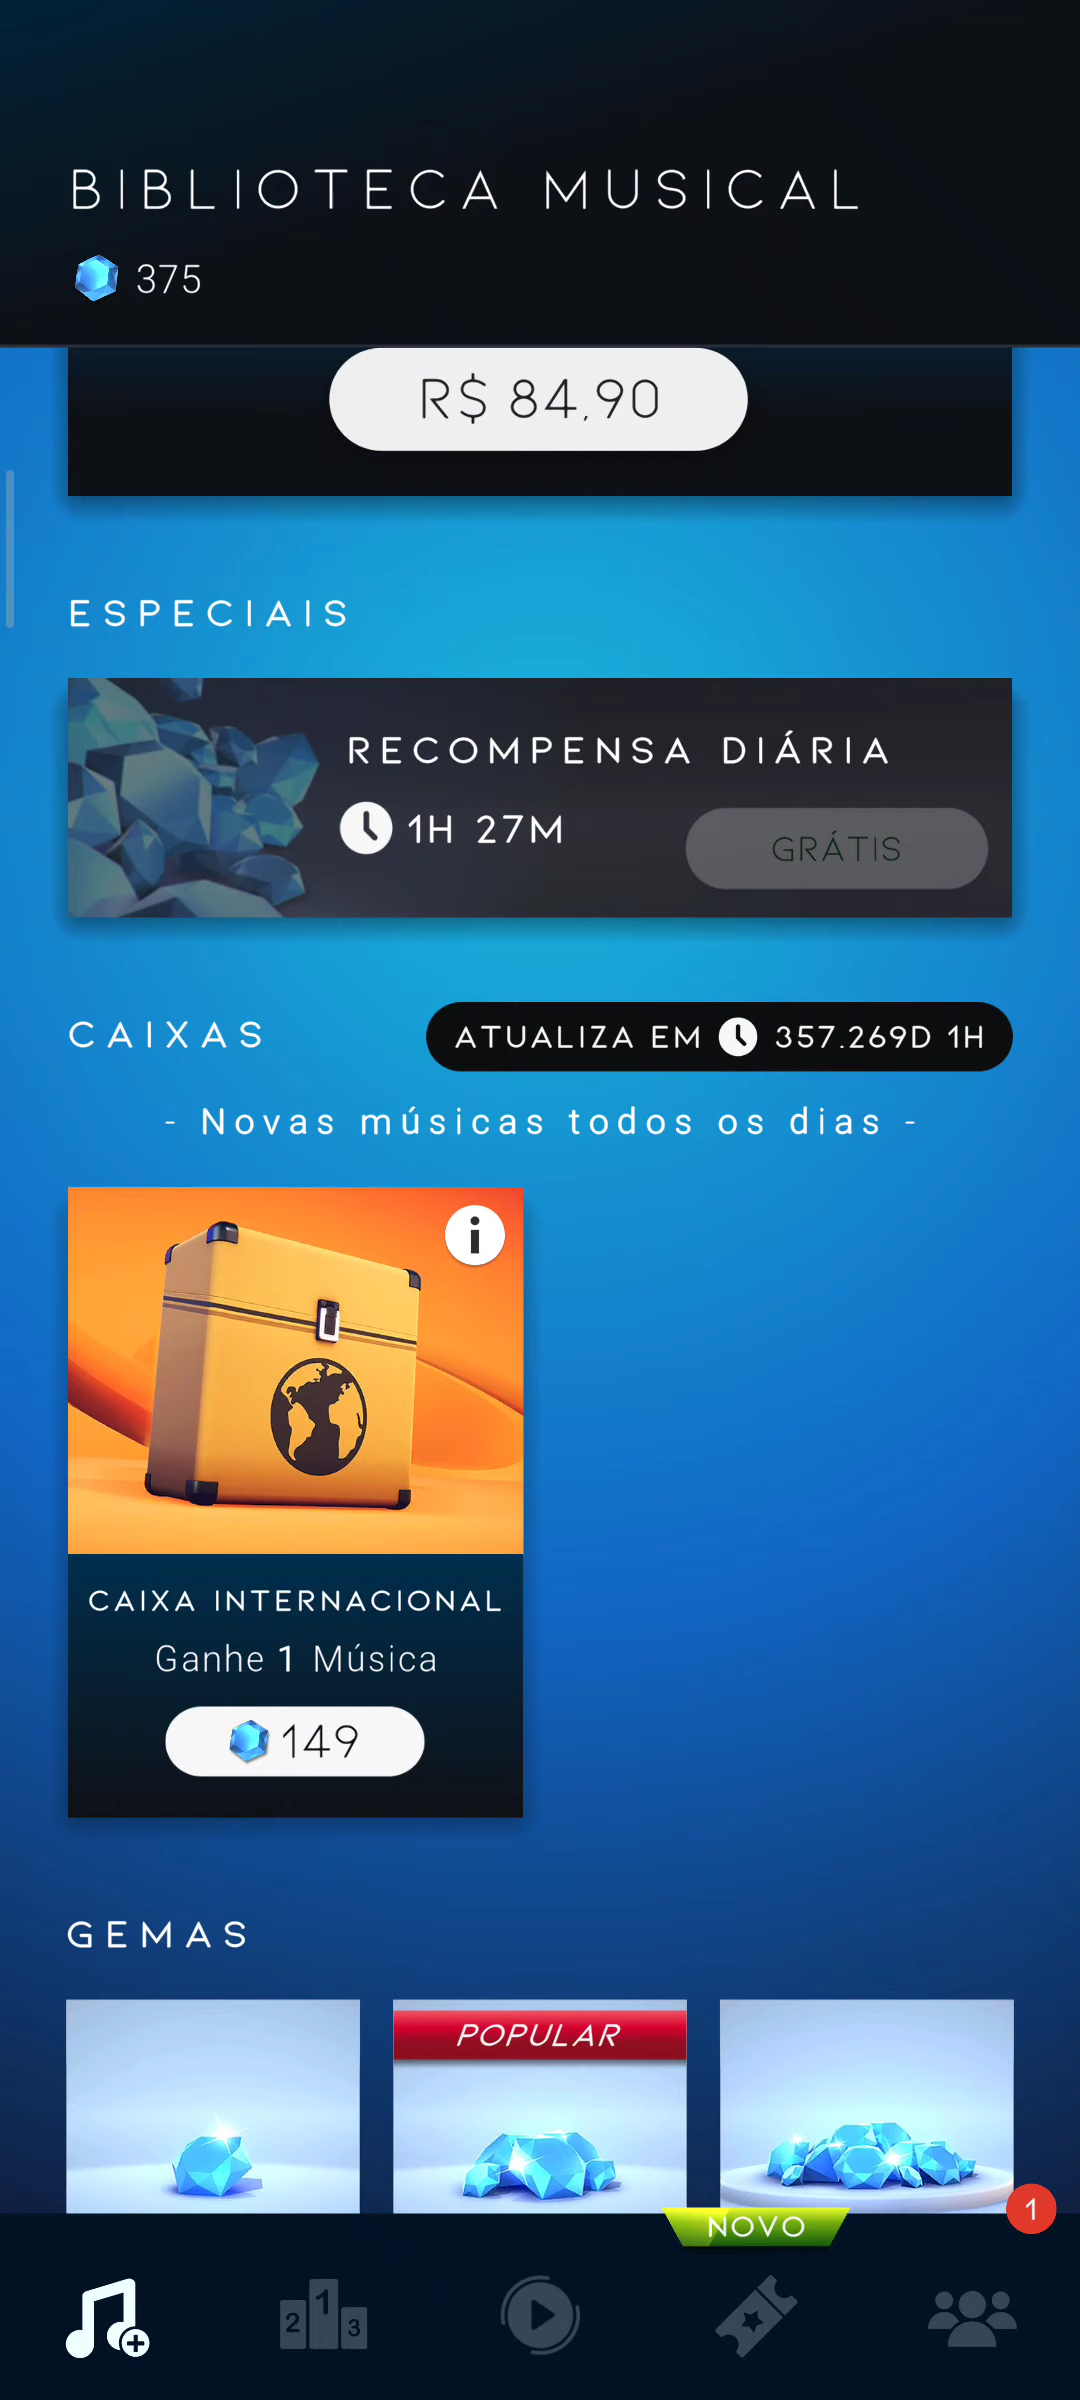 BIBLIOTECA MUSICAL
375
R$ 84,90
ESPECIAIS
RECOMPENSA DIÁRIA
1H 27M
GRÁTIS
CAIXAS
ATUALIZA EM 357.269D 1H
- Novas músicas todos os dias -
i
CAIXA INTERNACIONAL
Ganhe 1 Música
149
GEMAS
POPULAR
NOVO
1
2 1 3